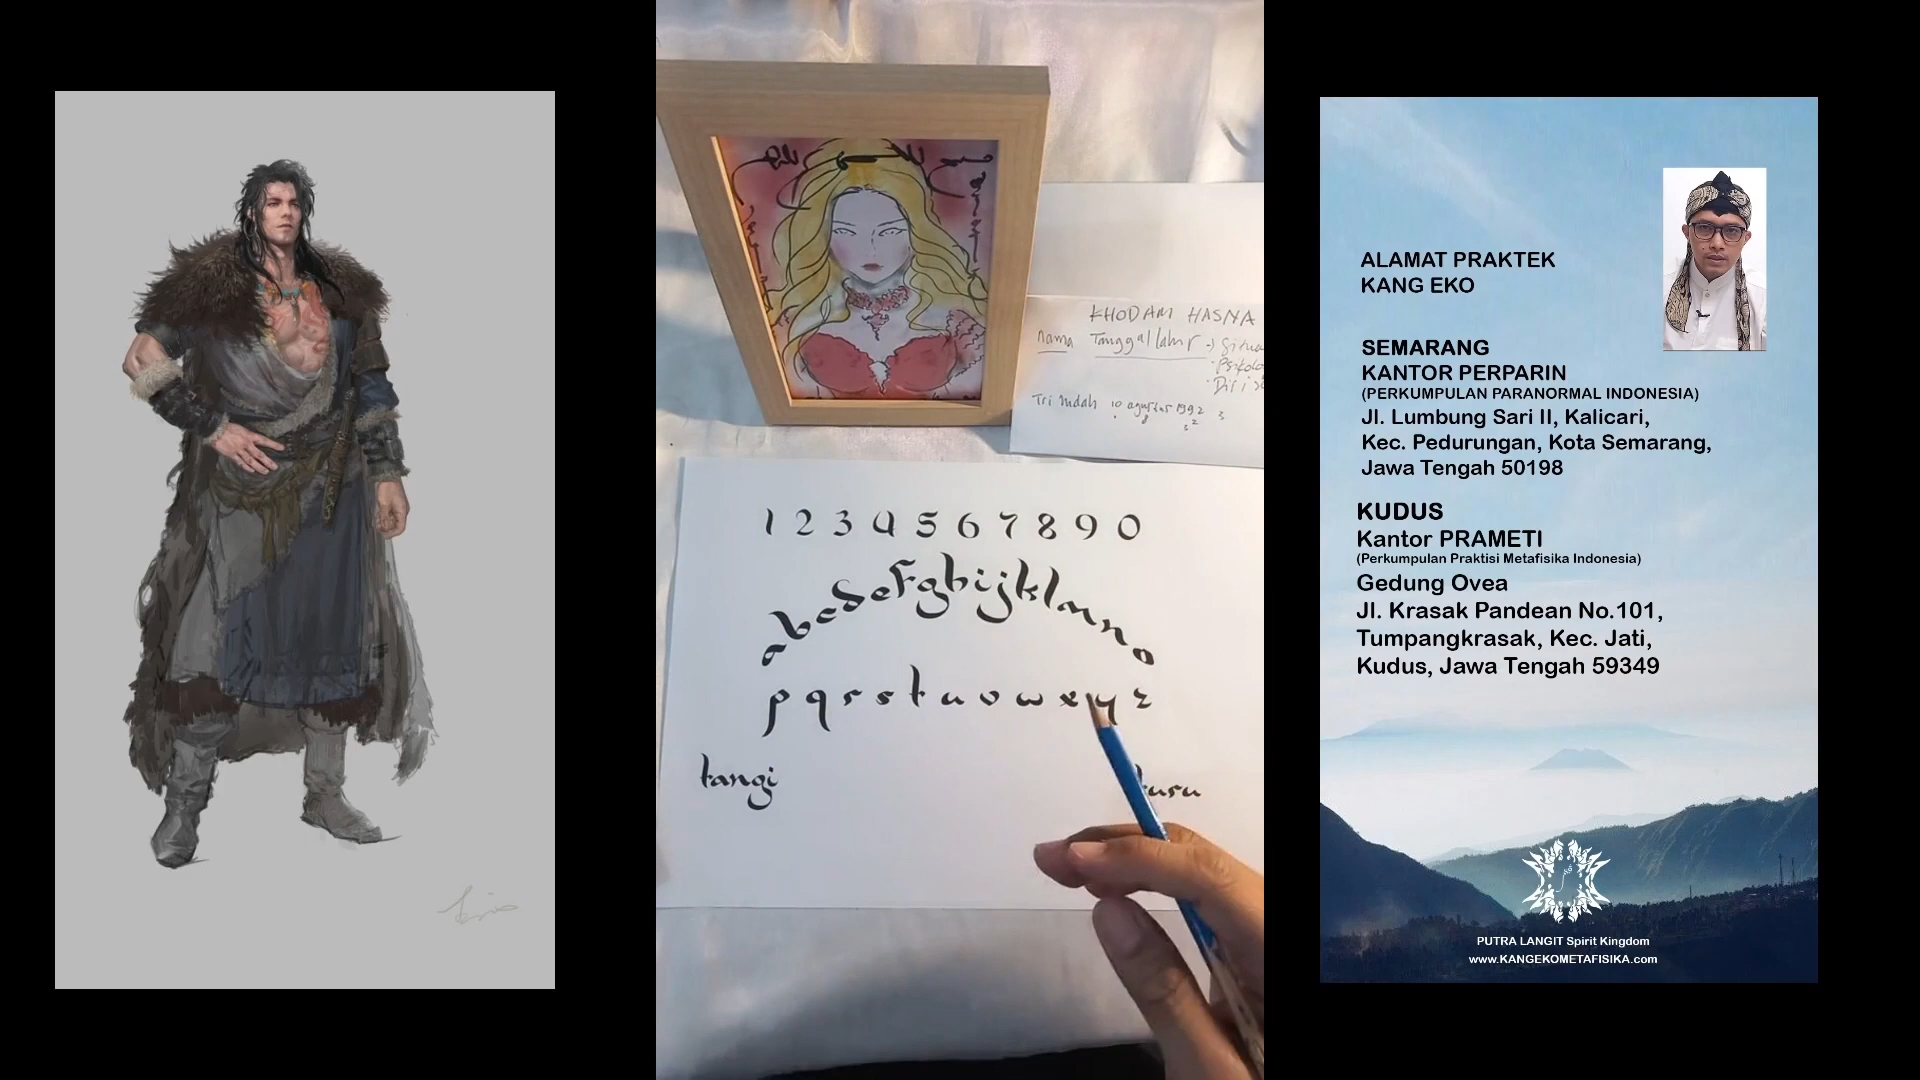 KHODAM HASNA
nama Tanggal lahir →
Tri Indah 10 agustus 1992 3
1 2 3 4 5 6 7 8 9 0
a b c d e f g h i j k l m n o
p q r s t u v w x y z
tangi
ALAMAT PRAKTEK
KANG EKO
SEMARANG
KANTOR PERPARIN
(PERKUMPULAN PARANORMAL INDONESIA)
Jl. Lumbung Sari II, Kalicari,
Kec. Pedurungan, Kota Semarang,
Jawa Tengah 50198
KUDUS
Kantor PRAMETI
(Perkumpulan Praktisi Metafisika Indonesia)
Gedung Ovea
Jl. Krasak Pandean No.101,
Tumpangkrasak, Kec. Jati,
Kudus, Jawa Tengah 59349
PUTRA LANGIT Spirit Kingdom
www.KANGEKOMETAFISIKA.com